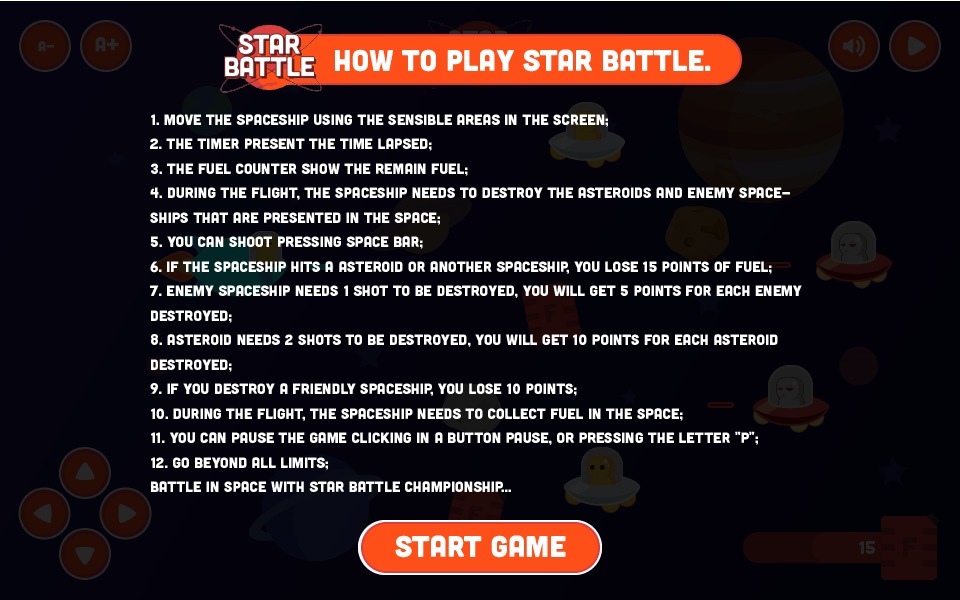 A-
A+
STAR
BATTLE
HOW TO PLAY STAR BATTLE.
1. MOVE THE SPACESHIP USING THE SENSIBLE AREAS IN THE SCREEN;
2. THE TIMER PRESENT THE TIME LAPSED;
3. THE FUEL COUNTER SHOW THE REMAIN FUEL;
4. DURING THE FLIGHT, THE SPACESHIP NEEDS TO DESTROY THE ASTEROIDS AND ENEMY SPACE-
SHIPS THAT ARE PRESENTED IN THE SPACE;
5. YOU CAN SHOOT PRESSING SPACE BAR;
6. IF THE SPACESHIP HITS A ASTEROID OR ANOTHER SPACESHIP, YOU LOSE 15 POINTS OF FUEL;
7. ENEMY SPACESHIP NEEDS 1 SHOT TO BE DESTROYED, YOU WILL GET 5 POINTS FOR EACH ENEMY
DESTROYED;
8. ASTEROID NEEDS 2 SHOTS TO BE DESTROYED, YOU WILL GET 10 POINTS FOR EACH ASTEROID
DESTROYED;
9. IF YOU DESTROY A FRIENDLY SPACESHIP, YOU LOSE 10 POINTS;
10. DURING THE FLIGHT, THE SPACESHIP NEEDS TO COLLECT FUEL IN THE SPACE;
11. YOU CAN PAUSE THE GAME CLICKING IN A BUTTON PAUSE, OR PRESSING THE LETTER "P";
12. GO BEYOND ALL LIMITS;
BATTLE IN SPACE WITH STAR BATTLE CHAMPIONSHIP...
START GAME
15
F